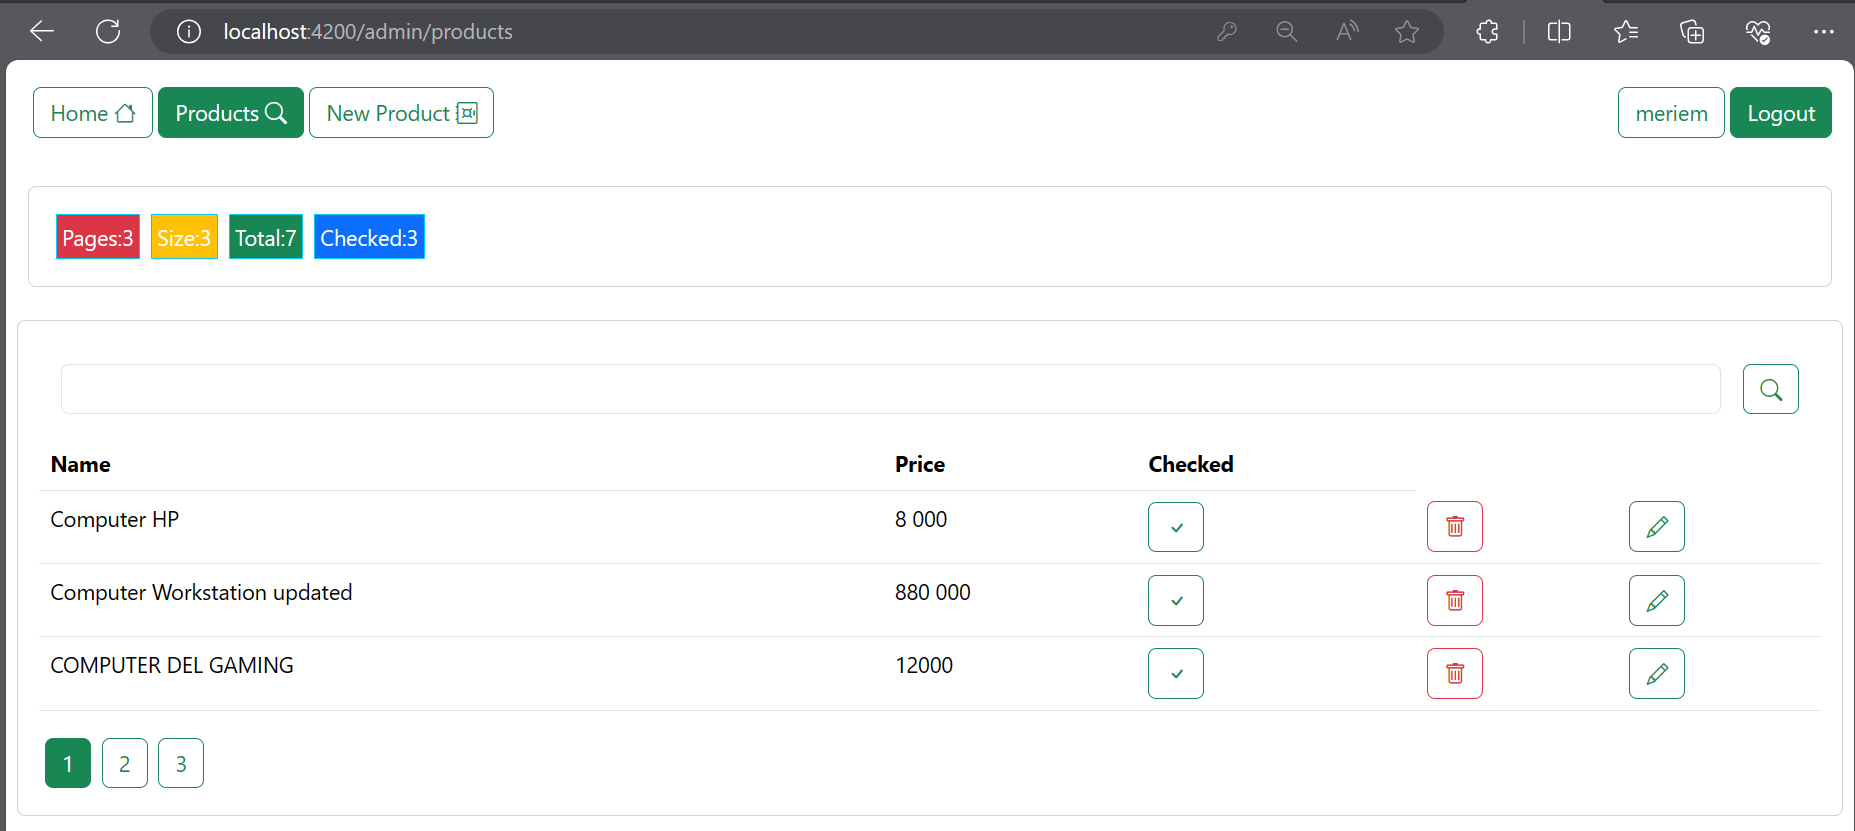 localhost:4200/admin/products
Home Products New Product meriem Logout
Pages:3 Size:3 Total:7 Checked:3
Name Price Checked
Computer HP 8 000
Computer Workstation updated 880 000
COMPUTER DEL GAMING 12000
1 2 3